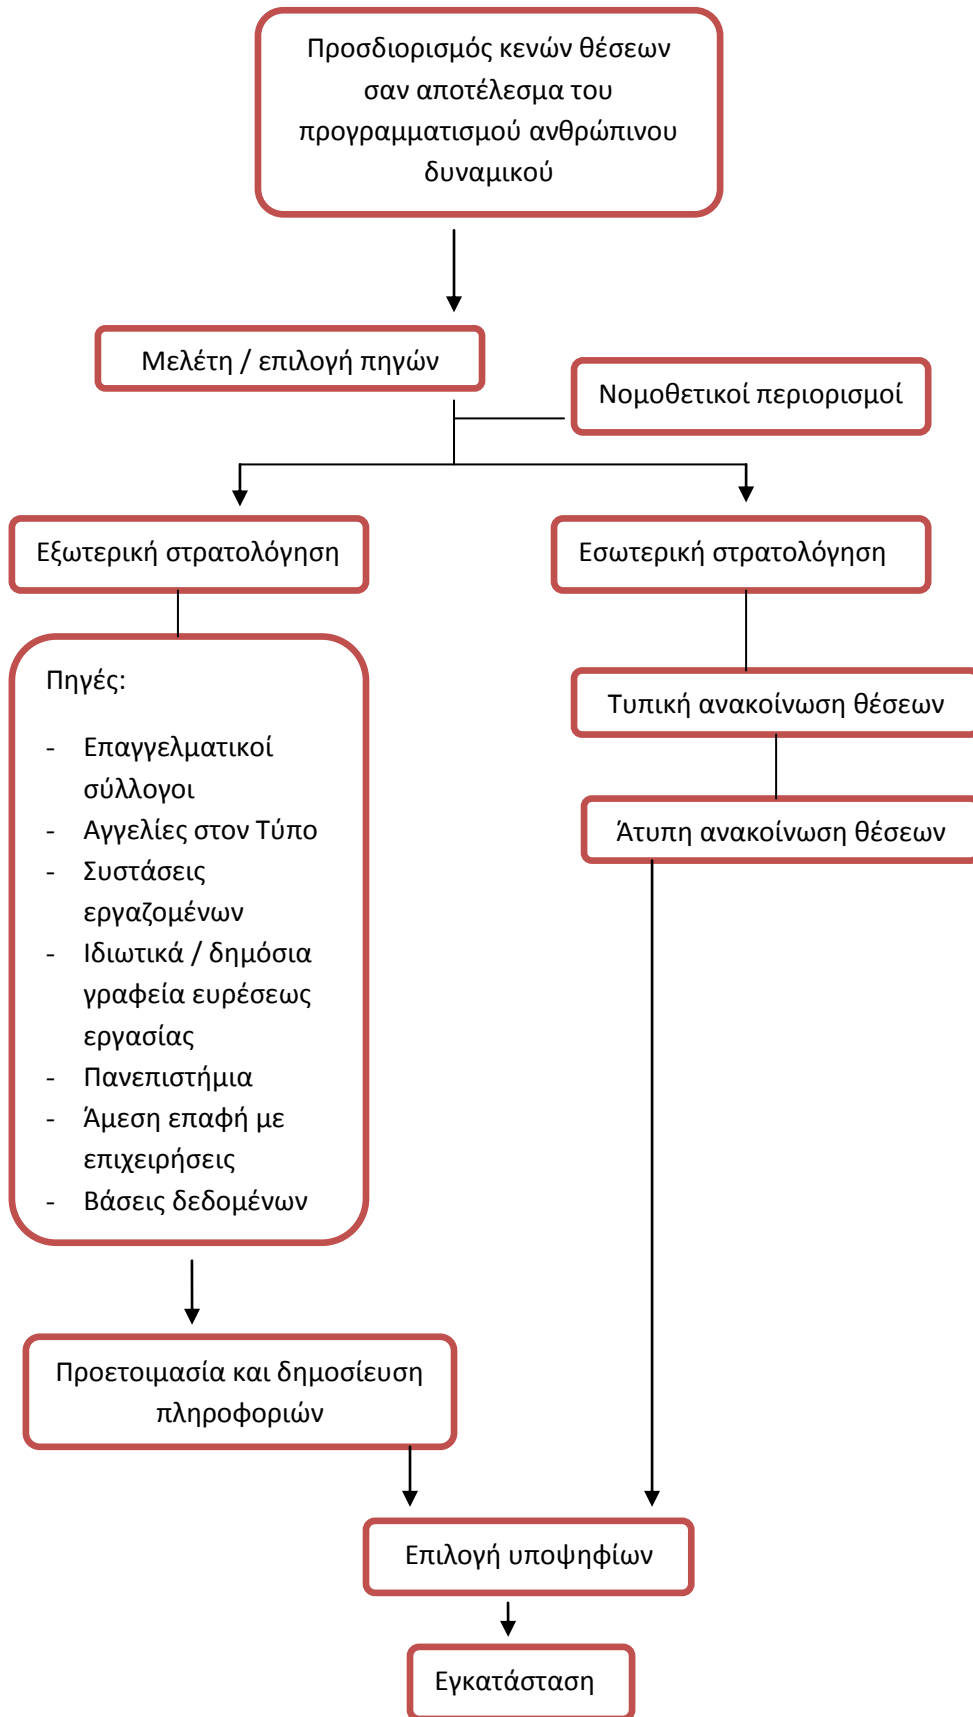 Προσδιορισμός κενών θέσεων
σαν αποτέλεσμα του
προγραμματισμού ανθρώπινου
δυναμικού
Μελέτη / επιλογή πηγών
Νομοθετικοί περιορισμοί
Εξωτερική στρατολόγηση
Εσωτερική στρατολόγηση
Πηγές:
- Επαγγελματικοί
σύλλογοι
- Αγγελίες στον Τύπο
- Συστάσεις
εργαζομένων
- Ιδιωτικά / δημόσια
γραφεία ευρέσεως
εργασίας
- Πανεπιστήμια
- Άμεση επαφή με
επιχειρήσεις
- Βάσεις δεδομένων
Τυπική ανακοίνωση θέσεων
Άτυπη ανακοίνωση θέσεων
Προετοιμασία και δημοσίευση
πληροφοριών
Επιλογή υποψηφίων
Εγκατάσταση